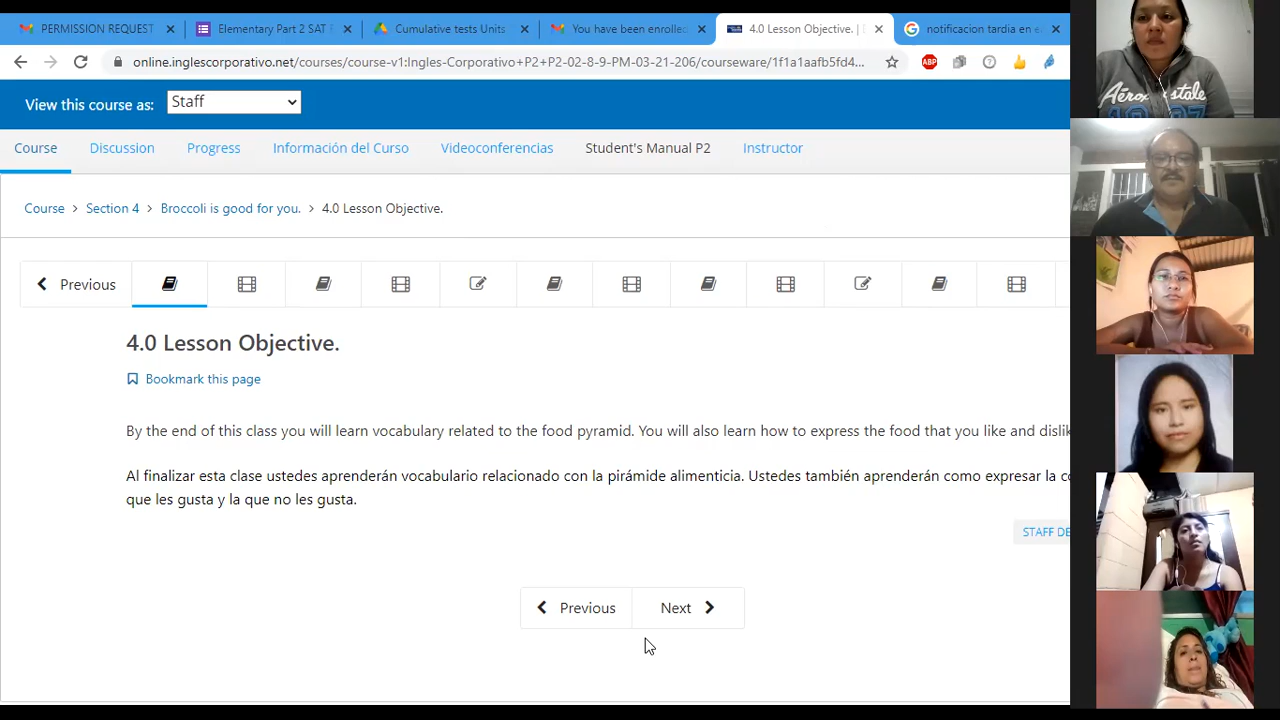 PERMISSION REQUEST
Elementary Part 2 SAT
Cumulative tests Units
You have been enrolled
4.0 Lesson Objective. |
notificacion tardia en e
online.inglescorporativo.net/courses/course-v1:Ingles-Corporativo+P2+P2-02-8-9-PM-03-21-206/courseware/1f1a1aafb5fd4...
ABP
View this course as:
Staff
Course
Discussion
Progress
Información del Curso
Videoconferencias
Student's Manual P2
Instructor
Course > Section 4 > Broccoli is good for you. > 4.0 Lesson Objective.
Previous
4.0 Lesson Objective.
Bookmark this page
By the end of this class you will learn vocabulary related to the food pyramid. You will also learn how to express the food that you like and dislik
Al finalizar esta clase ustedes aprenderán vocabulario relacionado con la pirámide alimenticia. Ustedes también aprenderán como expresar la co
que les gusta y la que no les gusta.
STAFF DE
Previous
Next